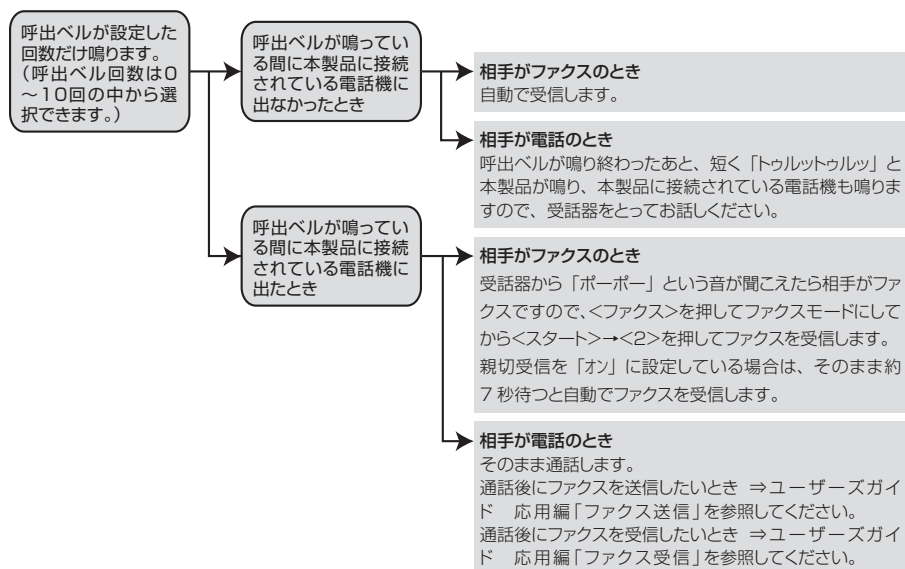 呼出ベルが設定した
回数だけ鳴ります。
（呼出ベル回数は０
～１０回の中から選
択できます。）
呼出ベルが鳴ってい
る間に本製品に接続
されている電話機に
出なかったとき
相手がファクスのとき
自動で受信します。
相手が電話のとき
呼出ベルが鳴り終わったあと、短く「トゥルットゥルッ」と
本製品が鳴り、本製品に接続されている電話機も鳴りま
すので、受話器をとってお話しください。
呼出ベルが鳴ってい
る間に本製品に接続
されている電話機に
出たとき
相手がファクスのとき
受話器から「ポーポー」という音が聞こえたら相手がファ
クスですので、<ファクス>を押してファクスモードにして
から<スタート>→<2>を押してファクスを受信します。
親切受信を「オン」に設定している場合は、そのまま約
7 秒待つと自動でファクスを受信します。
相手が電話のとき
そのまま通話します。
通話後にファクスを送信したいとき ⇒ユーザーズガイ
ド　応用編「ファクス送信」を参照してください。
通話後にファクスを受信したいとき ⇒ユーザーズガイ
ド　応用編「ファクス受信」を参照してください。